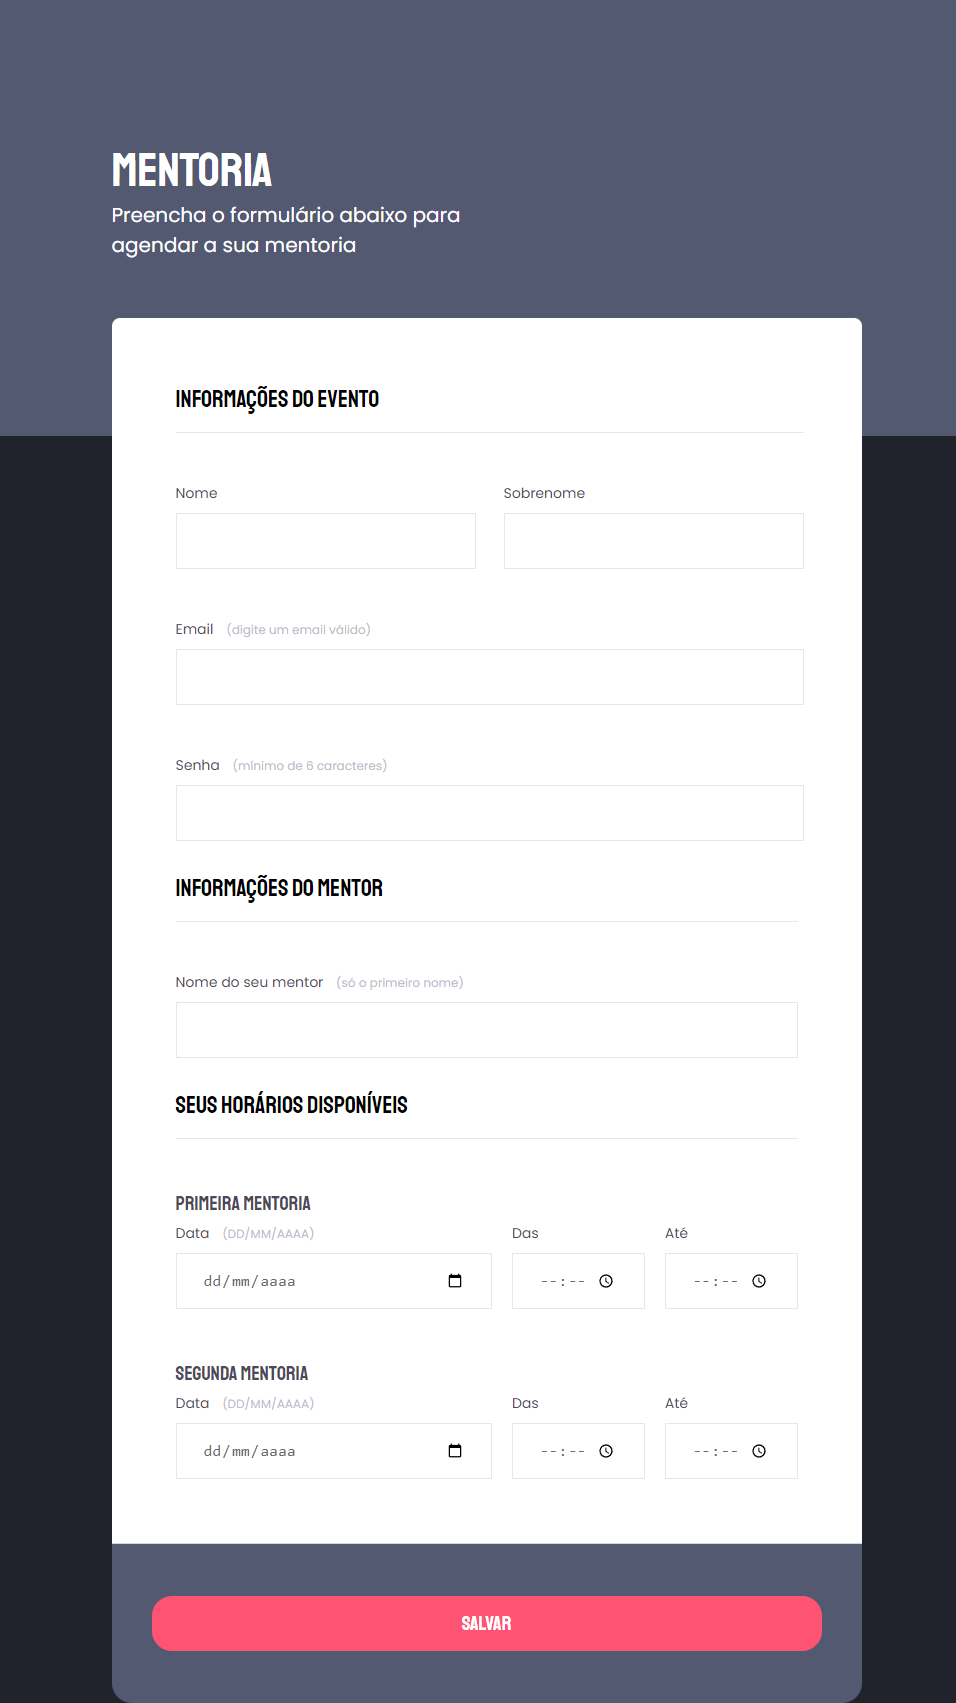 MENTORIA
Preencha o formulário abaixo para
agendar a sua mentoria
INFORMAÇÕES DO EVENTO
Nome Sobrenome
Email (digite um email válido)
Senha (mínimo de 6 caracteres)
INFORMAÇÕES DO MENTOR
Nome do seu mentor (só o primeiro nome)
SEUS HORÁRIOS DISPONÍVEIS
PRIMEIRA MENTORIA
Data (DD/MM/AAAA) Das Até
dd/mm/aaaa --:-- --:--
SEGUNDA MENTORIA
Data (DD/MM/AAAA) Das Até
dd/mm/aaaa --:-- --:--
SALVAR